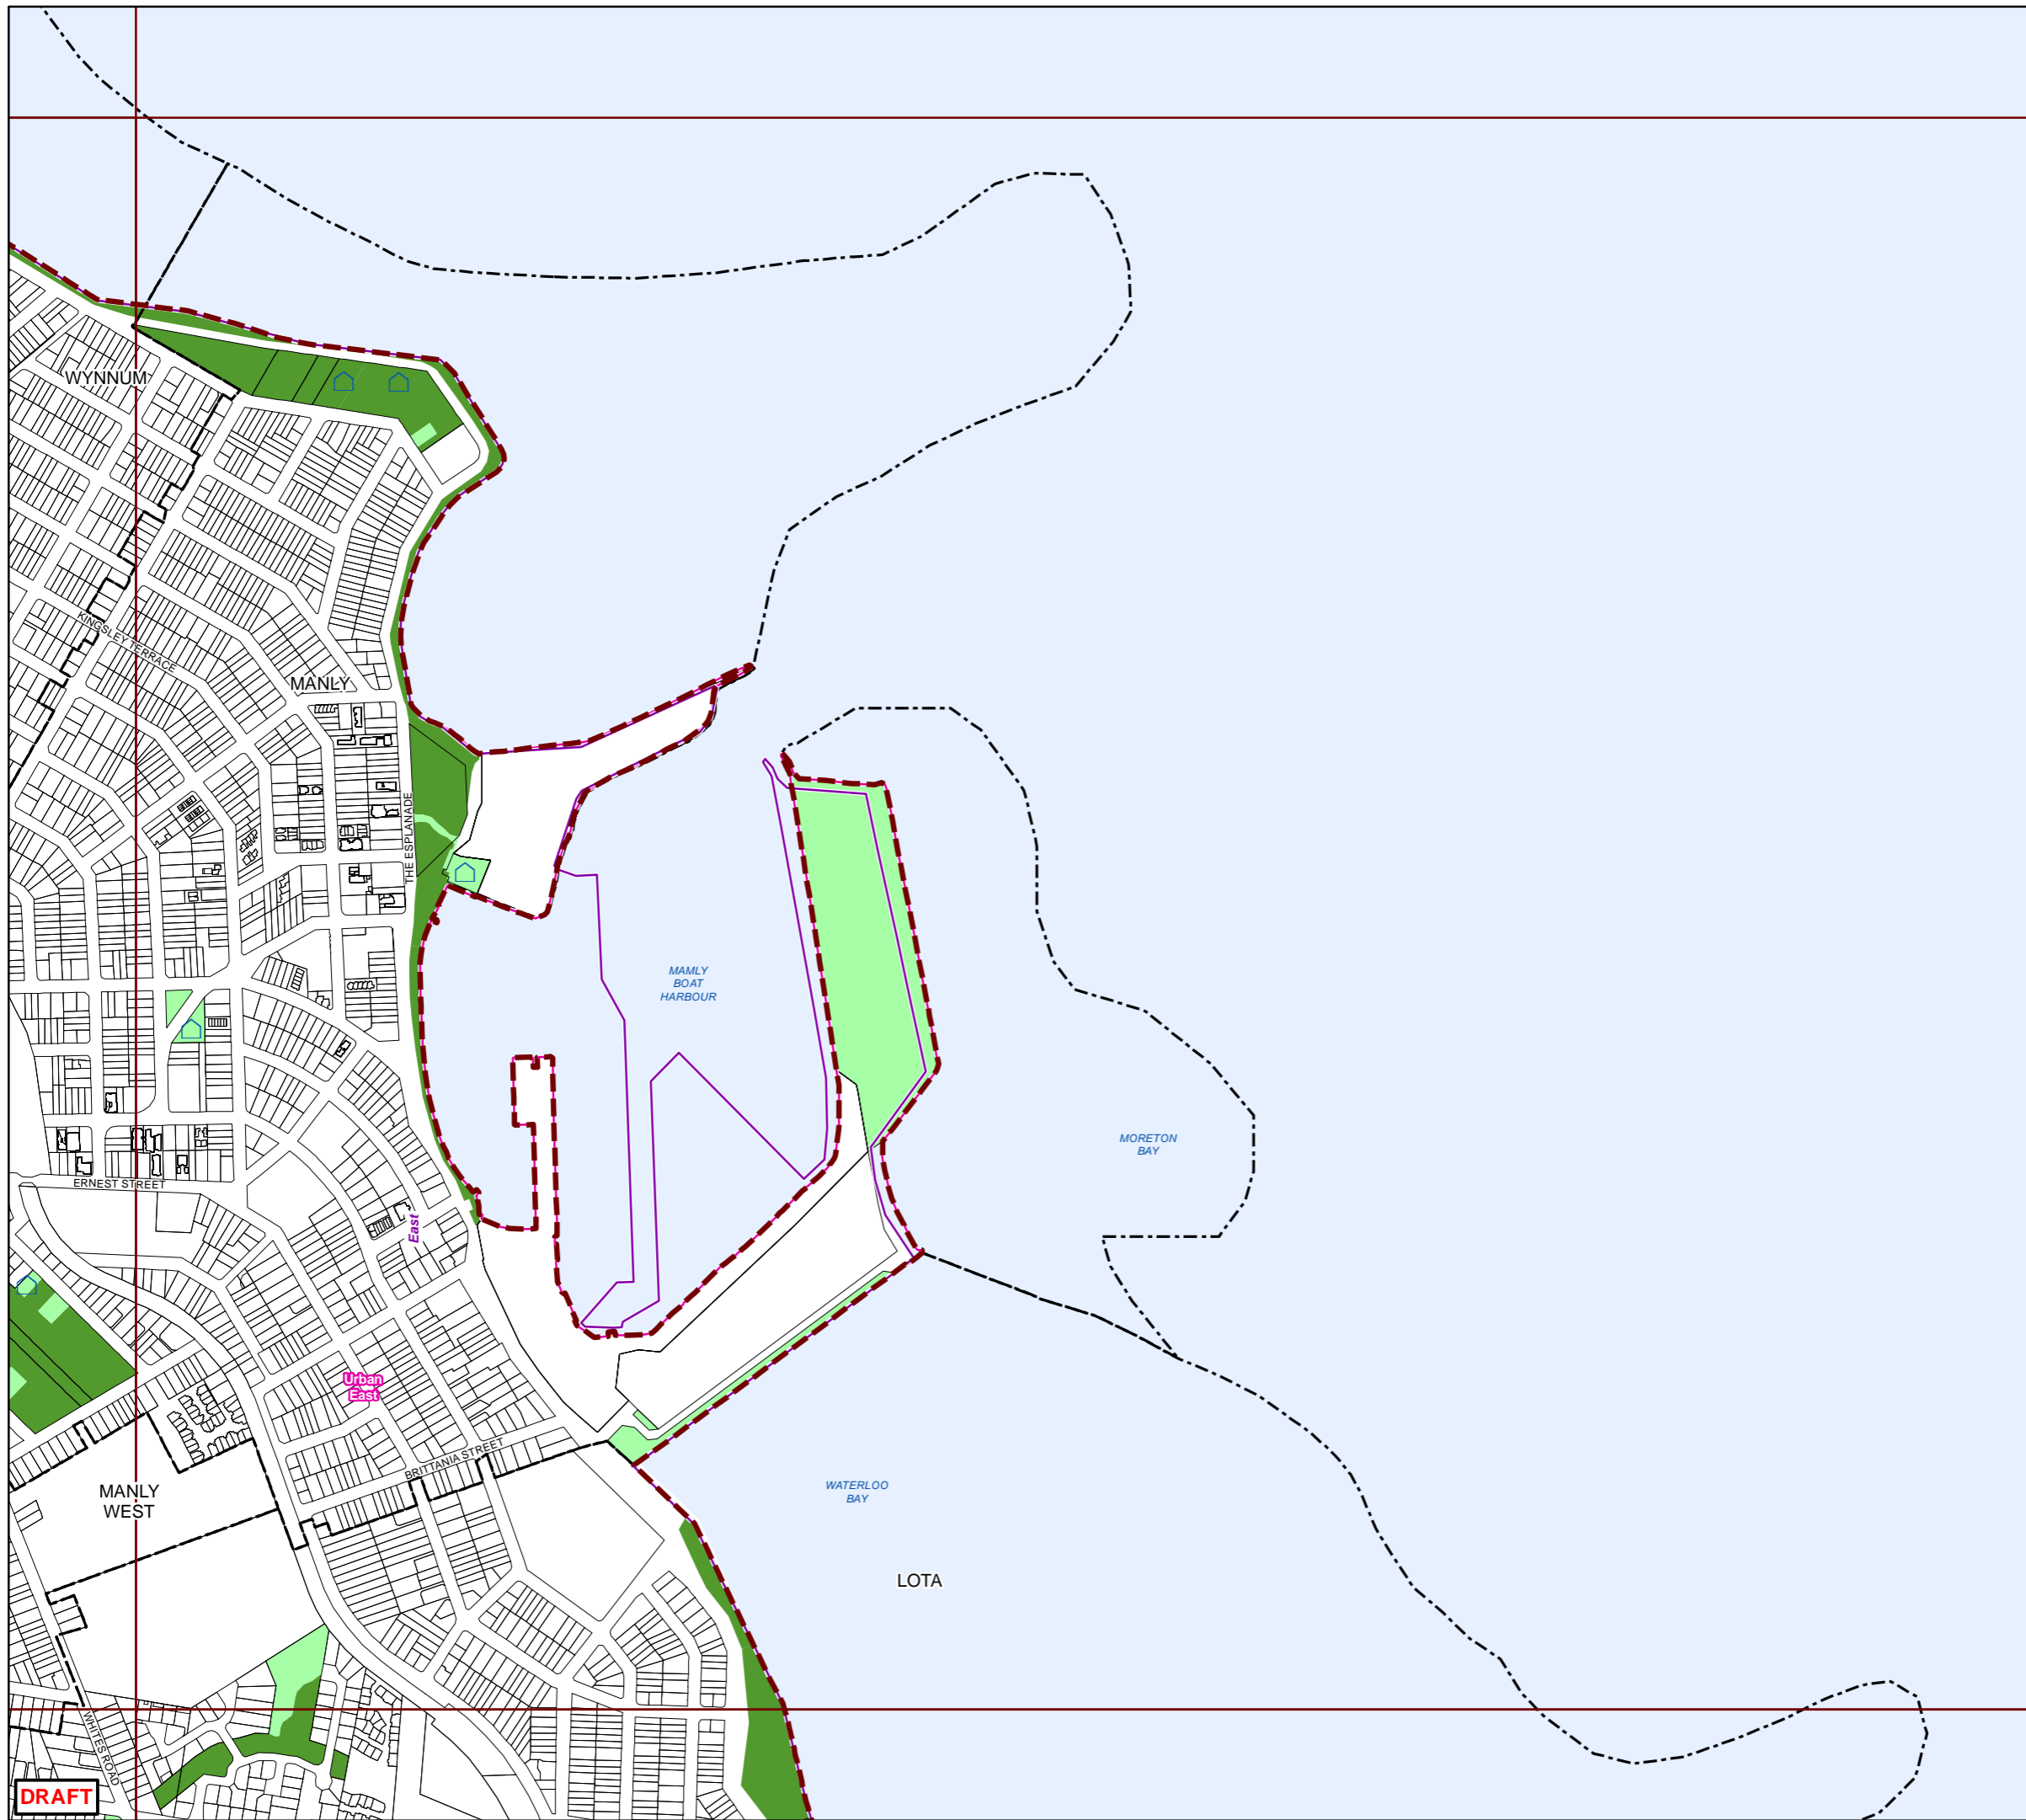 WYNNUM
KINGSLEY TERRACE
MANLY
THE ESPLANADE
MAMLY
BOAT
HARBOUR
MORETON
BAY
ERNEST STREET
East
Urban
East
BRITTANIA STREET
MANLY
WEST
WATERLOO
BAY
LOTA
WHITES ROAD
DRAFT